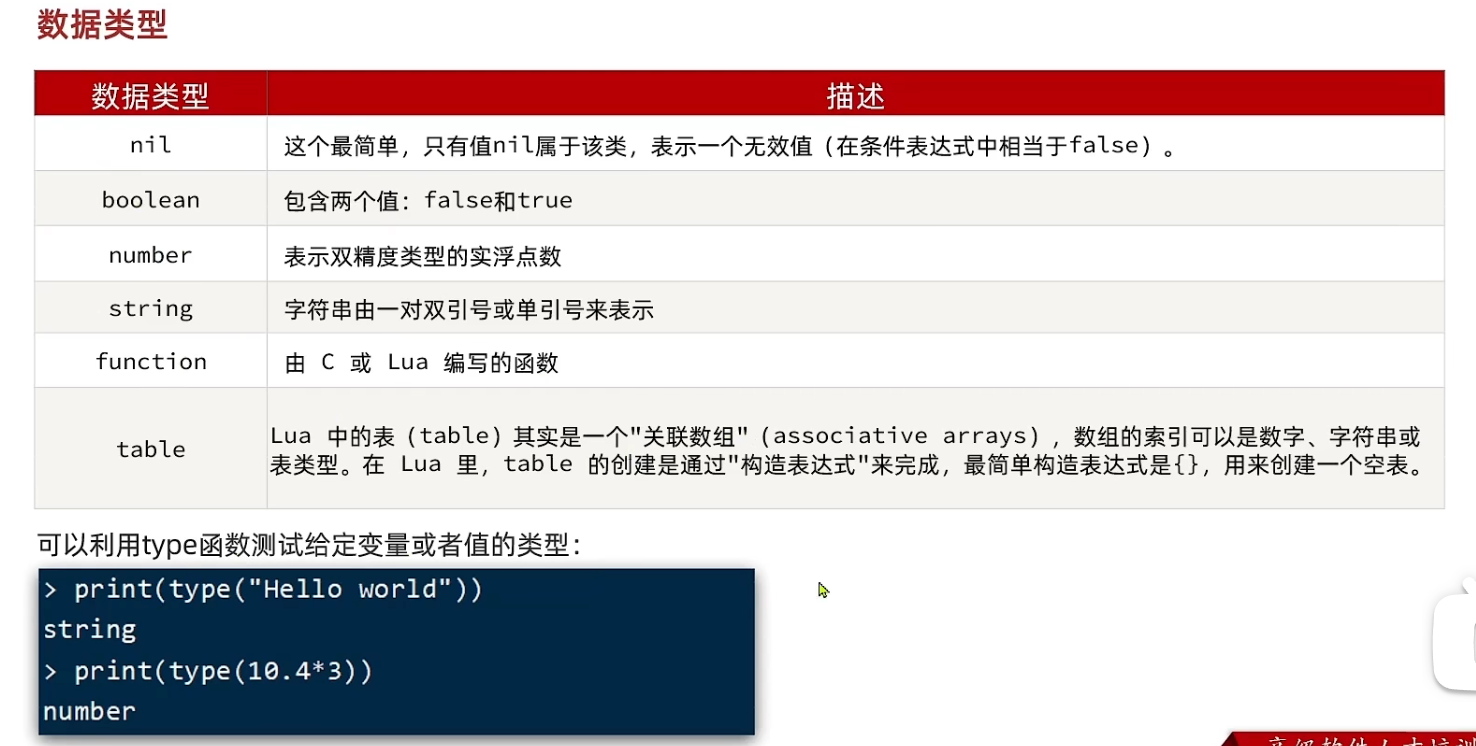 数据类型
数据类型 描述
nil 这个最简单，只有值nil属于该类，表示一个无效值（在条件表达式中相当于false）。
boolean 包含两个值：false和true
number 表示双精度类型的实浮点数
string 字符串由一对双引号或单引号来表示
function 由 C 或 Lua 编写的函数
table Lua 中的表（table）其实是一个"关联数组"（associative arrays），数组的索引可以是数字、字符串或
表类型。在 Lua 里，table 的创建是通过"构造表达式"来完成，最简单构造表达式是{}，用来创建一个空表。
可以利用type函数测试给定变量或者值的类型：
> print(type("Hello world"))
string
> print(type(10.4*3))
number